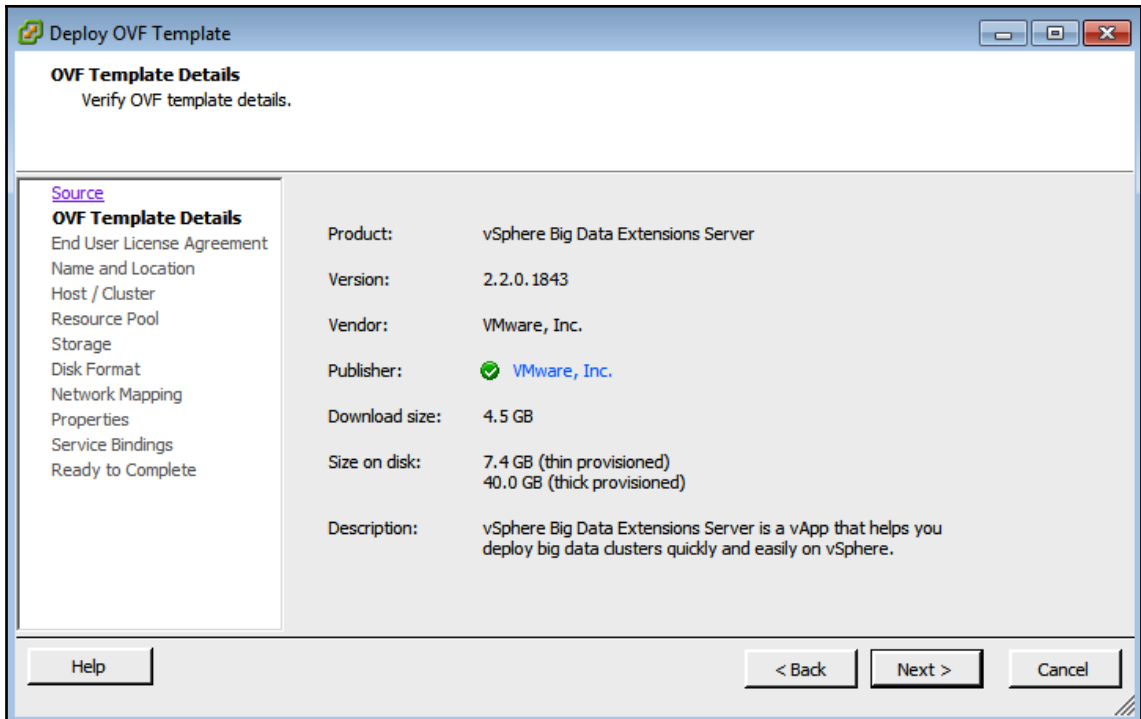 Deploy OVF Template
OVF Template Details
Verify OVF template details.
Source
OVF Template Details
End User License Agreement
Name and Location
Host / Cluster
Resource Pool
Storage
Disk Format
Network Mapping
Properties
Service Bindings
Ready to Complete
Product: vSphere Big Data Extensions Server
Version: 2.2.0.1843
Vendor: VMware, Inc.
Publisher: VMware, Inc.
Download size: 4.5 GB
Size on disk: 7.4 GB (thin provisioned)
40.0 GB (thick provisioned)
Description: vSphere Big Data Extensions Server is a vApp that helps you
deploy big data clusters quickly and easily on vSphere.
Help
< Back
Next >
Cancel